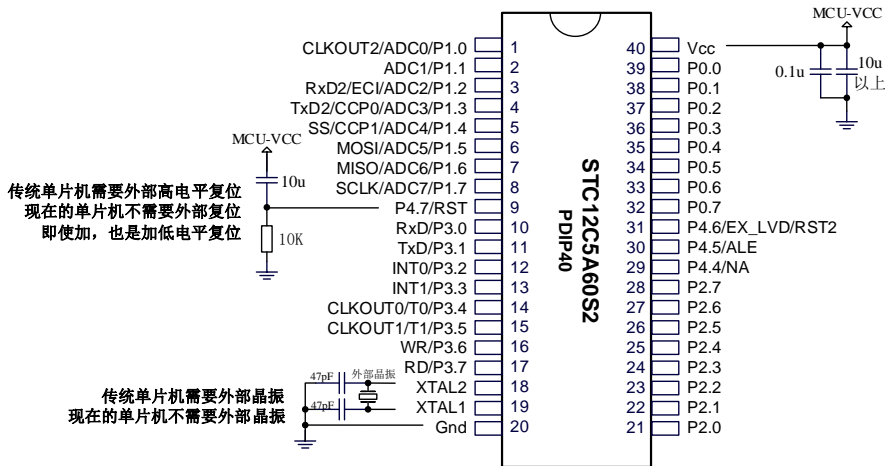 MCU-VCC
CLKOUT2/ADC0/P1.0 1 40 Vcc
ADC1/P1.1 2 39 P0.0
RxD2/ECI/ADC2/P1.2 3 38 P0.1
TxD2/CCP0/ADC3/P1.3 4 37 P0.2
SS/CCP1/ADC4/P1.4 5 36 P0.3
MOSI/ADC5/P1.5 6 35 P0.4
MISO/ADC6/P1.6 7 34 P0.5
SCLK/ADC7/P1.7 8 33 P0.6
P4.7/RST 9 32 P0.7
RxD/P3.0 10 31 P4.6/EX_LVD/RST2
TxD/P3.1 11 30 P4.5/ALE
INT0/P3.2 12 29 P4.4/NA
INT1/P3.3 13 28 P2.7
CLKOUT0/T0/P3.4 14 27 P2.6
CLKOUT1/T1/P3.5 15 26 P2.5
WR/P3.6 16 25 P2.4
RD/P3.7 17 24 P2.3
XTAL2 18 23 P2.2
XTAL1 19 22 P2.1
Gnd 20 21 P2.0
STC12C5A60S2
PDIP40
0.1u
10u
以上
MCU-VCC
10u
10K
传统单片机需要外部高电平复位
现在的单片机不需要外部复位
即使加，也是加低电平复位
47pF
外部晶振
47pF
传统单片机需要外部晶振
现在的单片机不需要外部晶振